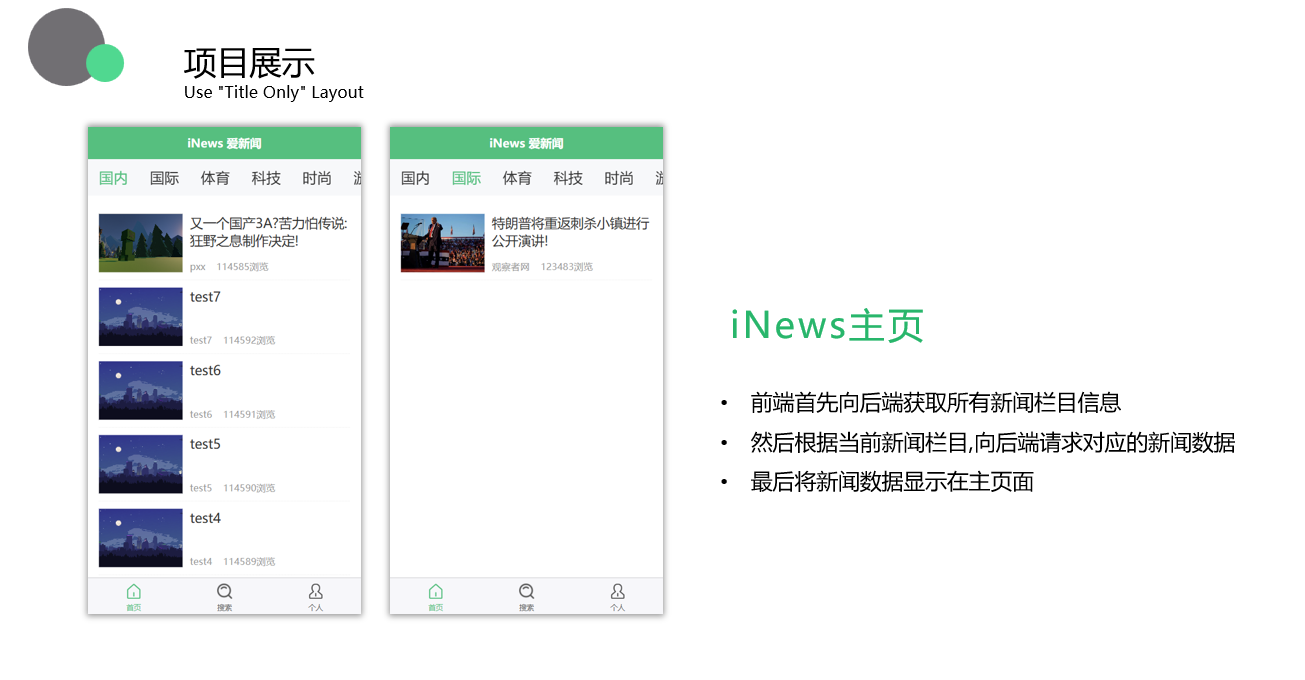 项目展示
Use "Title Only" Layout
iNews 爱新闻
国内 国际 体育 科技 时尚 游
又一个国产3A?苦力怕传说:
狂野之息制作决定!
pxx 114585浏览
test7
test7 114592浏览
test6
test6 114591浏览
test5
test5 114590浏览
test4
test4 114589浏览
首页 搜索 个人
iNews 爱新闻
国内 国际 体育 科技 时尚 游
特朗普将重返刺杀小镇进行
公开演讲!
观察者网 123483浏览
首页 搜索 个人
iNews主页
• 前端首先向后端获取所有新闻栏目信息
• 然后根据当前新闻栏目,向后端请求对应的新闻数据
• 最后将新闻数据显示在主页面